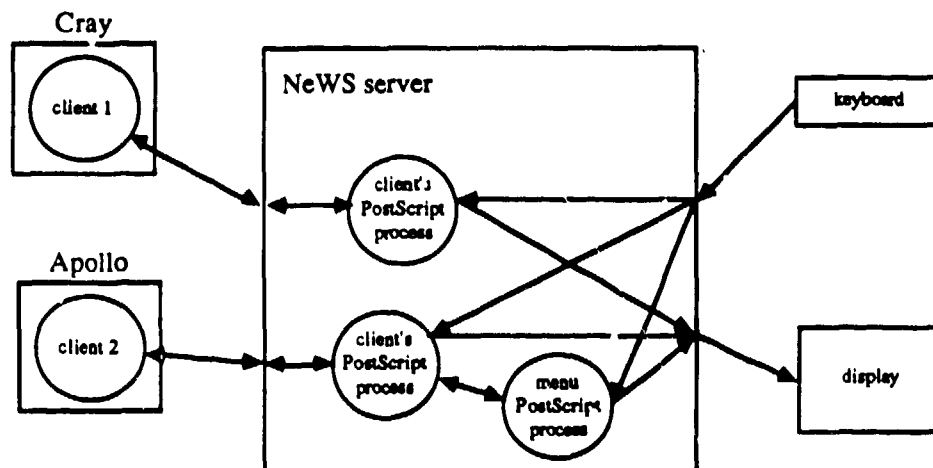 Cray
client 1
NeWS server
keyboard
client's
PostScript
process
Apollo
client 2
client's
PostScript
process
menu
PostScript
process
display